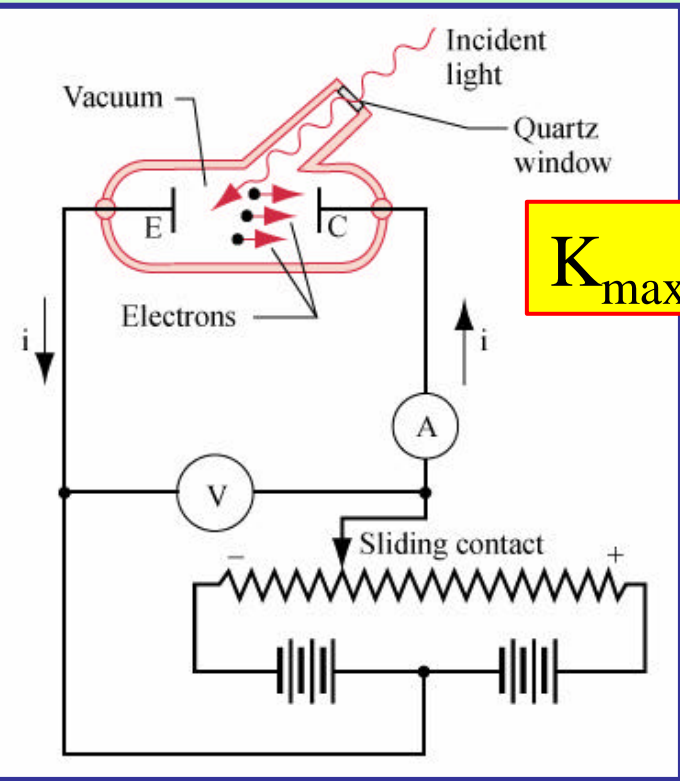 Incident
light
Vacuum
Quartz
window
E
C
Kmax
Electrons
i
i
A
V
Sliding contact
–
+